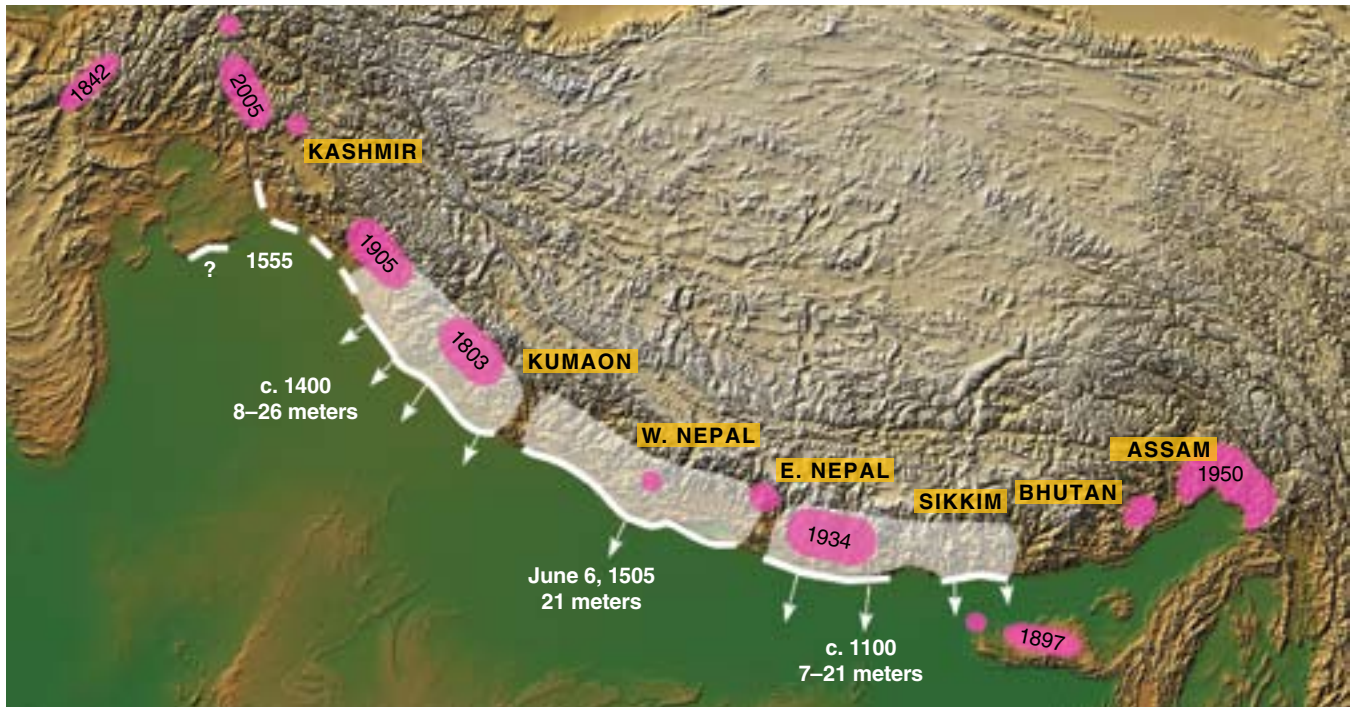 1842
2005
KASHMIR
1905
?
1555
1803
KUMAON
c. 1400
8–26 meters
W. NEPAL
E. NEPAL
ASSAM
1950
SIKKIM
BHUTAN
1934
June 6, 1505
21 meters
1897
c. 1100
7–21 meters